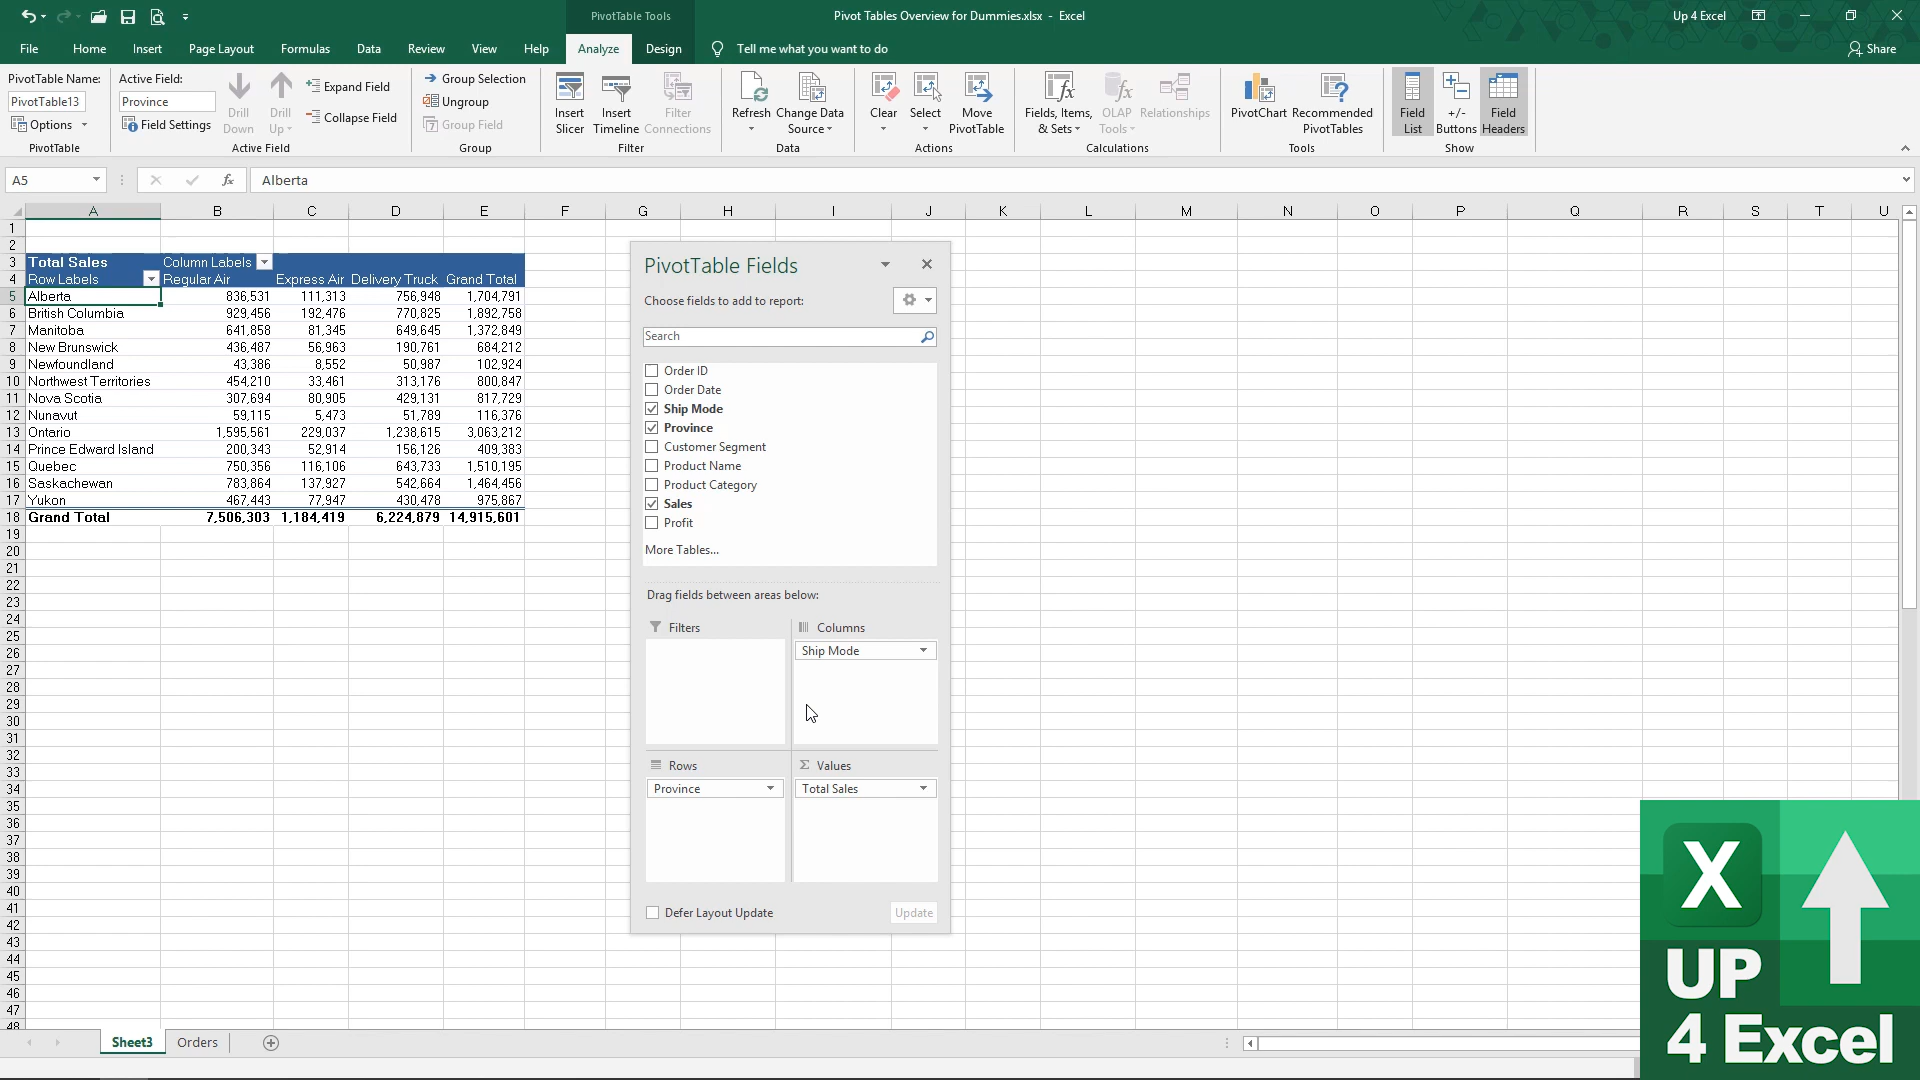 PivotTable Tools
Pivot Tables Overview for Dummies.xlsx - Excel
Up 4 Excel
File Home Insert Page Layout Formulas Data Review View Help Analyze Design Tell me what you want to do Share
PivotTable Name:
PivotTable13
Options
PivotTable
Active Field:
Province
Field Settings
Drill Down
Drill Up
Expand Field
Collapse Field
Active Field
Group Selection
Ungroup
Group Field
Group
Insert Slicer
Insert Timeline
Filter Connections
Filter
Refresh
Change Data Source
Data
Clear
Select
Move PivotTable
Actions
Fields, Items, & Sets
OLAP Tools
Relationships
Calculations
PivotChart
Recommended PivotTables
Tools
Field List
+/- Buttons
Field Headers
Show
A5
fx
Alberta
A B C D E F G H I J K L M N O P Q R S T U
1
2
3 Total Sales Column Labels
4 Row Labels Regular Air Express Air Delivery Truck Grand Total
5 Alberta 836,531 111,313 756,948 1,704,791
6 British Columbia 929,456 192,476 770,825 1,892,758
7 Manitoba 641,858 81,345 649,645 1,372,849
8 New Brunswick 436,487 56,963 190,761 684,212
9 Newfoundland 43,386 8,552 50,987 102,924
10 Northwest Territories 454,210 33,461 313,176 800,847
11 Nova Scotia 307,694 80,905 429,131 817,729
12 Nunavut 59,115 5,473 51,789 116,376
13 Ontario 1,595,561 229,037 1,238,615 3,063,212
14 Prince Edward Island 200,343 52,914 156,126 409,383
15 Quebec 750,356 116,106 643,733 1,510,195
16 Saskachewan 783,864 137,927 542,664 1,464,456
17 Yukon 467,443 77,947 430,478 975,867
18 Grand Total 7,506,303 1,184,419 6,224,879 14,915,601
19
20
21
22
23
24
25
26
27
28
29
30
31
32
33
34
35
36
37
38
39
40
41
42
43
44
45
46
47
48
PivotTable Fields
Choose fields to add to report:
Search
Order ID
Order Date
Ship Mode
Province
Customer Segment
Product Name
Product Category
Sales
Profit
More Tables...
Drag fields between areas below:
Filters
Columns
Ship Mode
Rows
Province
Values
Total Sales
Defer Layout Update
Update
Sheet3 Orders
X
UP
4 Excel